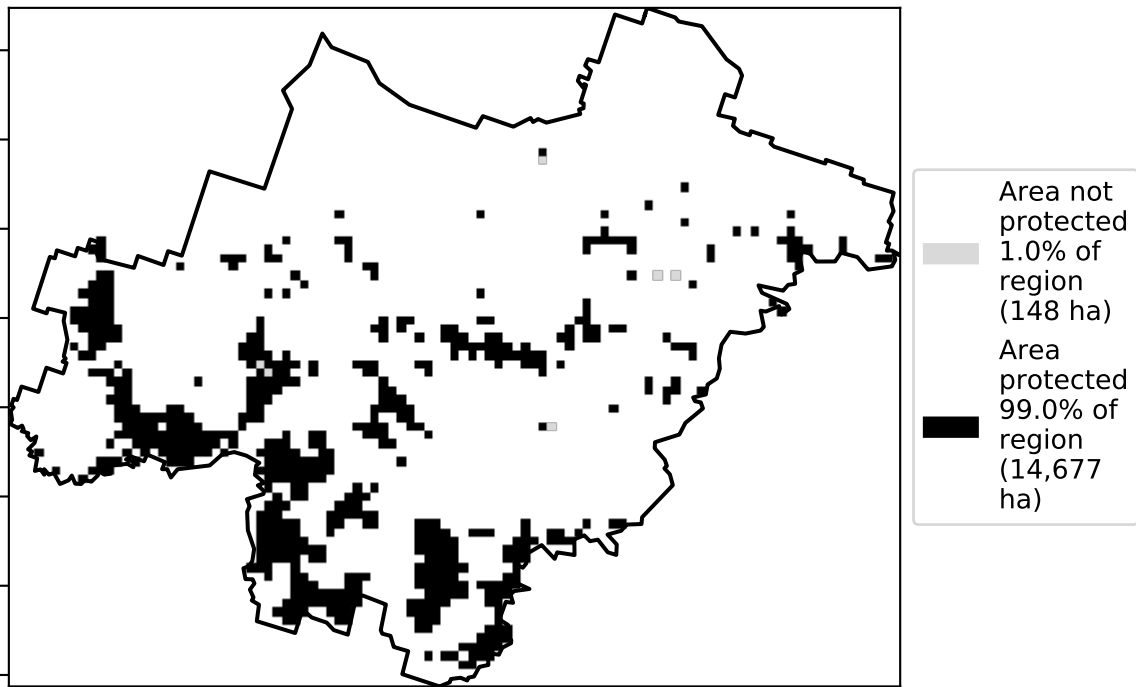 Area not
protected
1.0% of
region
(148 ha)
Area
protected
99.0% of
region
(14,677
ha)